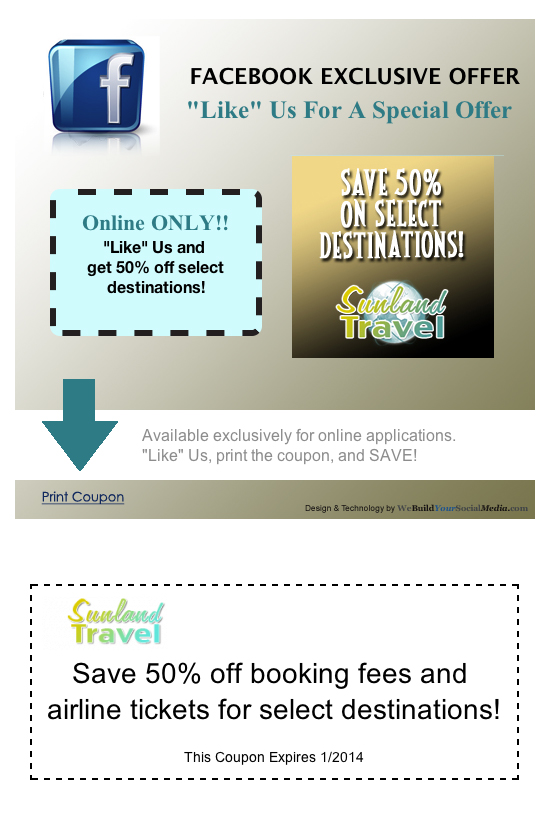 f
FACEBOOK EXCLUSIVE OFFER
"Like" Us For A Special Offer
Online ONLY!!
"Like" Us and
get 50% off select
destinations!
SAVE 50%
ON SELECT
DESTINATIONS!
Sunland
Travel
Available exclusively for online applications.
"Like" Us, print the coupon, and SAVE!
Print Coupon
Design & Technology by WeBuildYourSocialMedia.com
Sunland
Travel
Save 50% off booking fees and
airline tickets for select destinations!
This Coupon Expires 1/2014